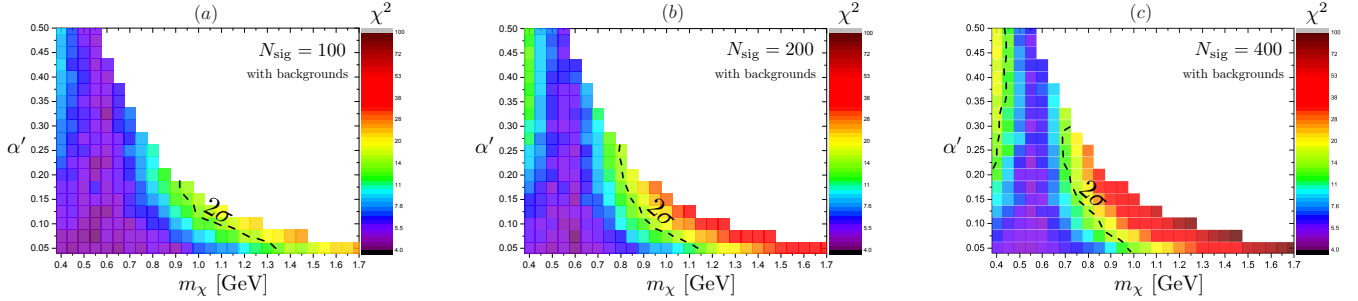 (a)
χ²
N_sig = 100
with backgrounds
0.50
0.45
0.40
0.35
0.30
0.25
0.20
0.15
0.10
0.05
α′
2σ
0.4 0.5 0.6 0.7 0.8 0.9 1.0 1.1 1.2 1.3 1.4 1.5 1.6 1.7
m_χ [GeV]
100
72
53
38
28
20
14
11
7.6
5.5
4.0
(b)
χ²
N_sig = 200
with backgrounds
0.50
0.45
0.40
0.35
0.30
0.25
0.20
0.15
0.10
0.05
α′
2σ
0.4 0.5 0.6 0.7 0.8 0.9 1.0 1.1 1.2 1.3 1.4 1.5 1.6 1.7
m_χ [GeV]
100
72
53
38
28
20
14
11
7.6
5.5
4.0
(c)
χ²
N_sig = 400
with backgrounds
0.50
0.45
0.40
0.35
0.30
0.25
0.20
0.15
0.10
0.05
α′
2σ
0.4 0.5 0.6 0.7 0.8 0.9 1.0 1.1 1.2 1.3 1.4 1.5 1.6 1.7
m_χ [GeV]
100
72
53
38
28
20
14
11
7.6
5.5
4.0